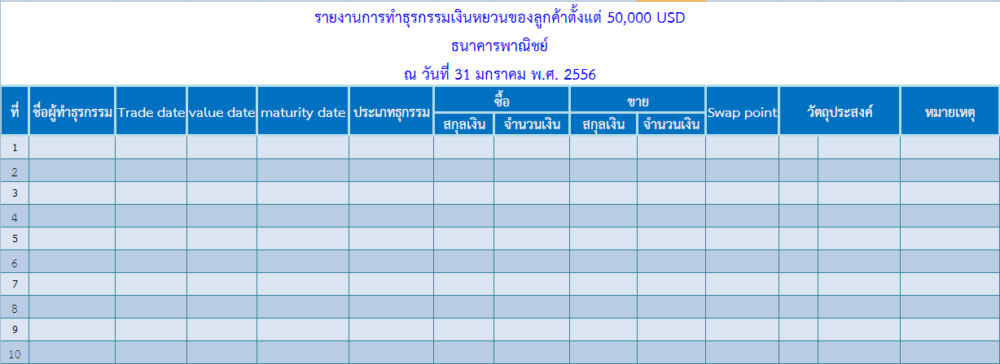 รายงานการทำธุรกรรมเงินหยวนของลูกค้าตั้งแต่ 50,000 USD
ธนาคารพาณิชย์
ณ วันที่ 31 มกราคม พ.ศ. 2556
ที่ ชื่อผู้ทำธุรกรรม Trade date value date maturity date ประเภทธุกรรม ซื้อ ขาย Swap point วัตถุประสงค์ หมายเหตุ
สกุลเงิน จำนวนเงิน สกุลเงิน จำนวนเงิน
1
2
3
4
5
6
7
8
9
10